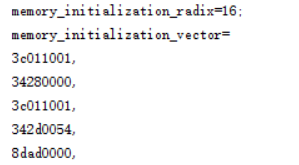 memory_initialization_radix=16;
memory_initialization_vector=
3c011001,
34280000,
3c011001,
342d0054,
8dad0000,